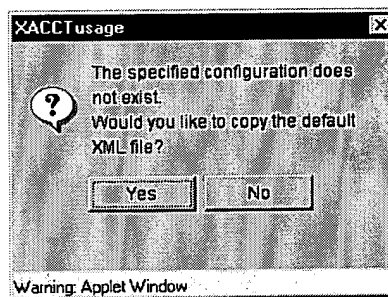 XACCTusage
The specified configuration does
not exist.
Would you like to copy the default
XML file?
Yes No
Warning: Applet Window